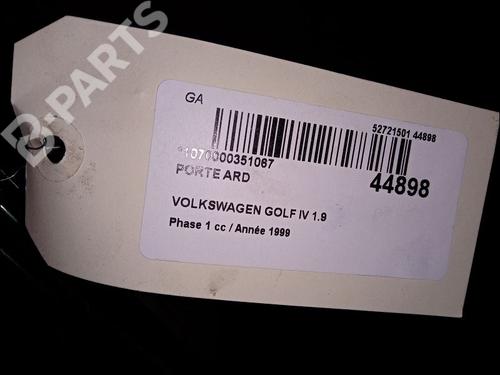 B-PARTS
GA
52721501 44898
*1070000351067
PORTE ARD
44898
VOLKSWAGEN GOLF IV 1.9
Phase 1 cc / Année 1999